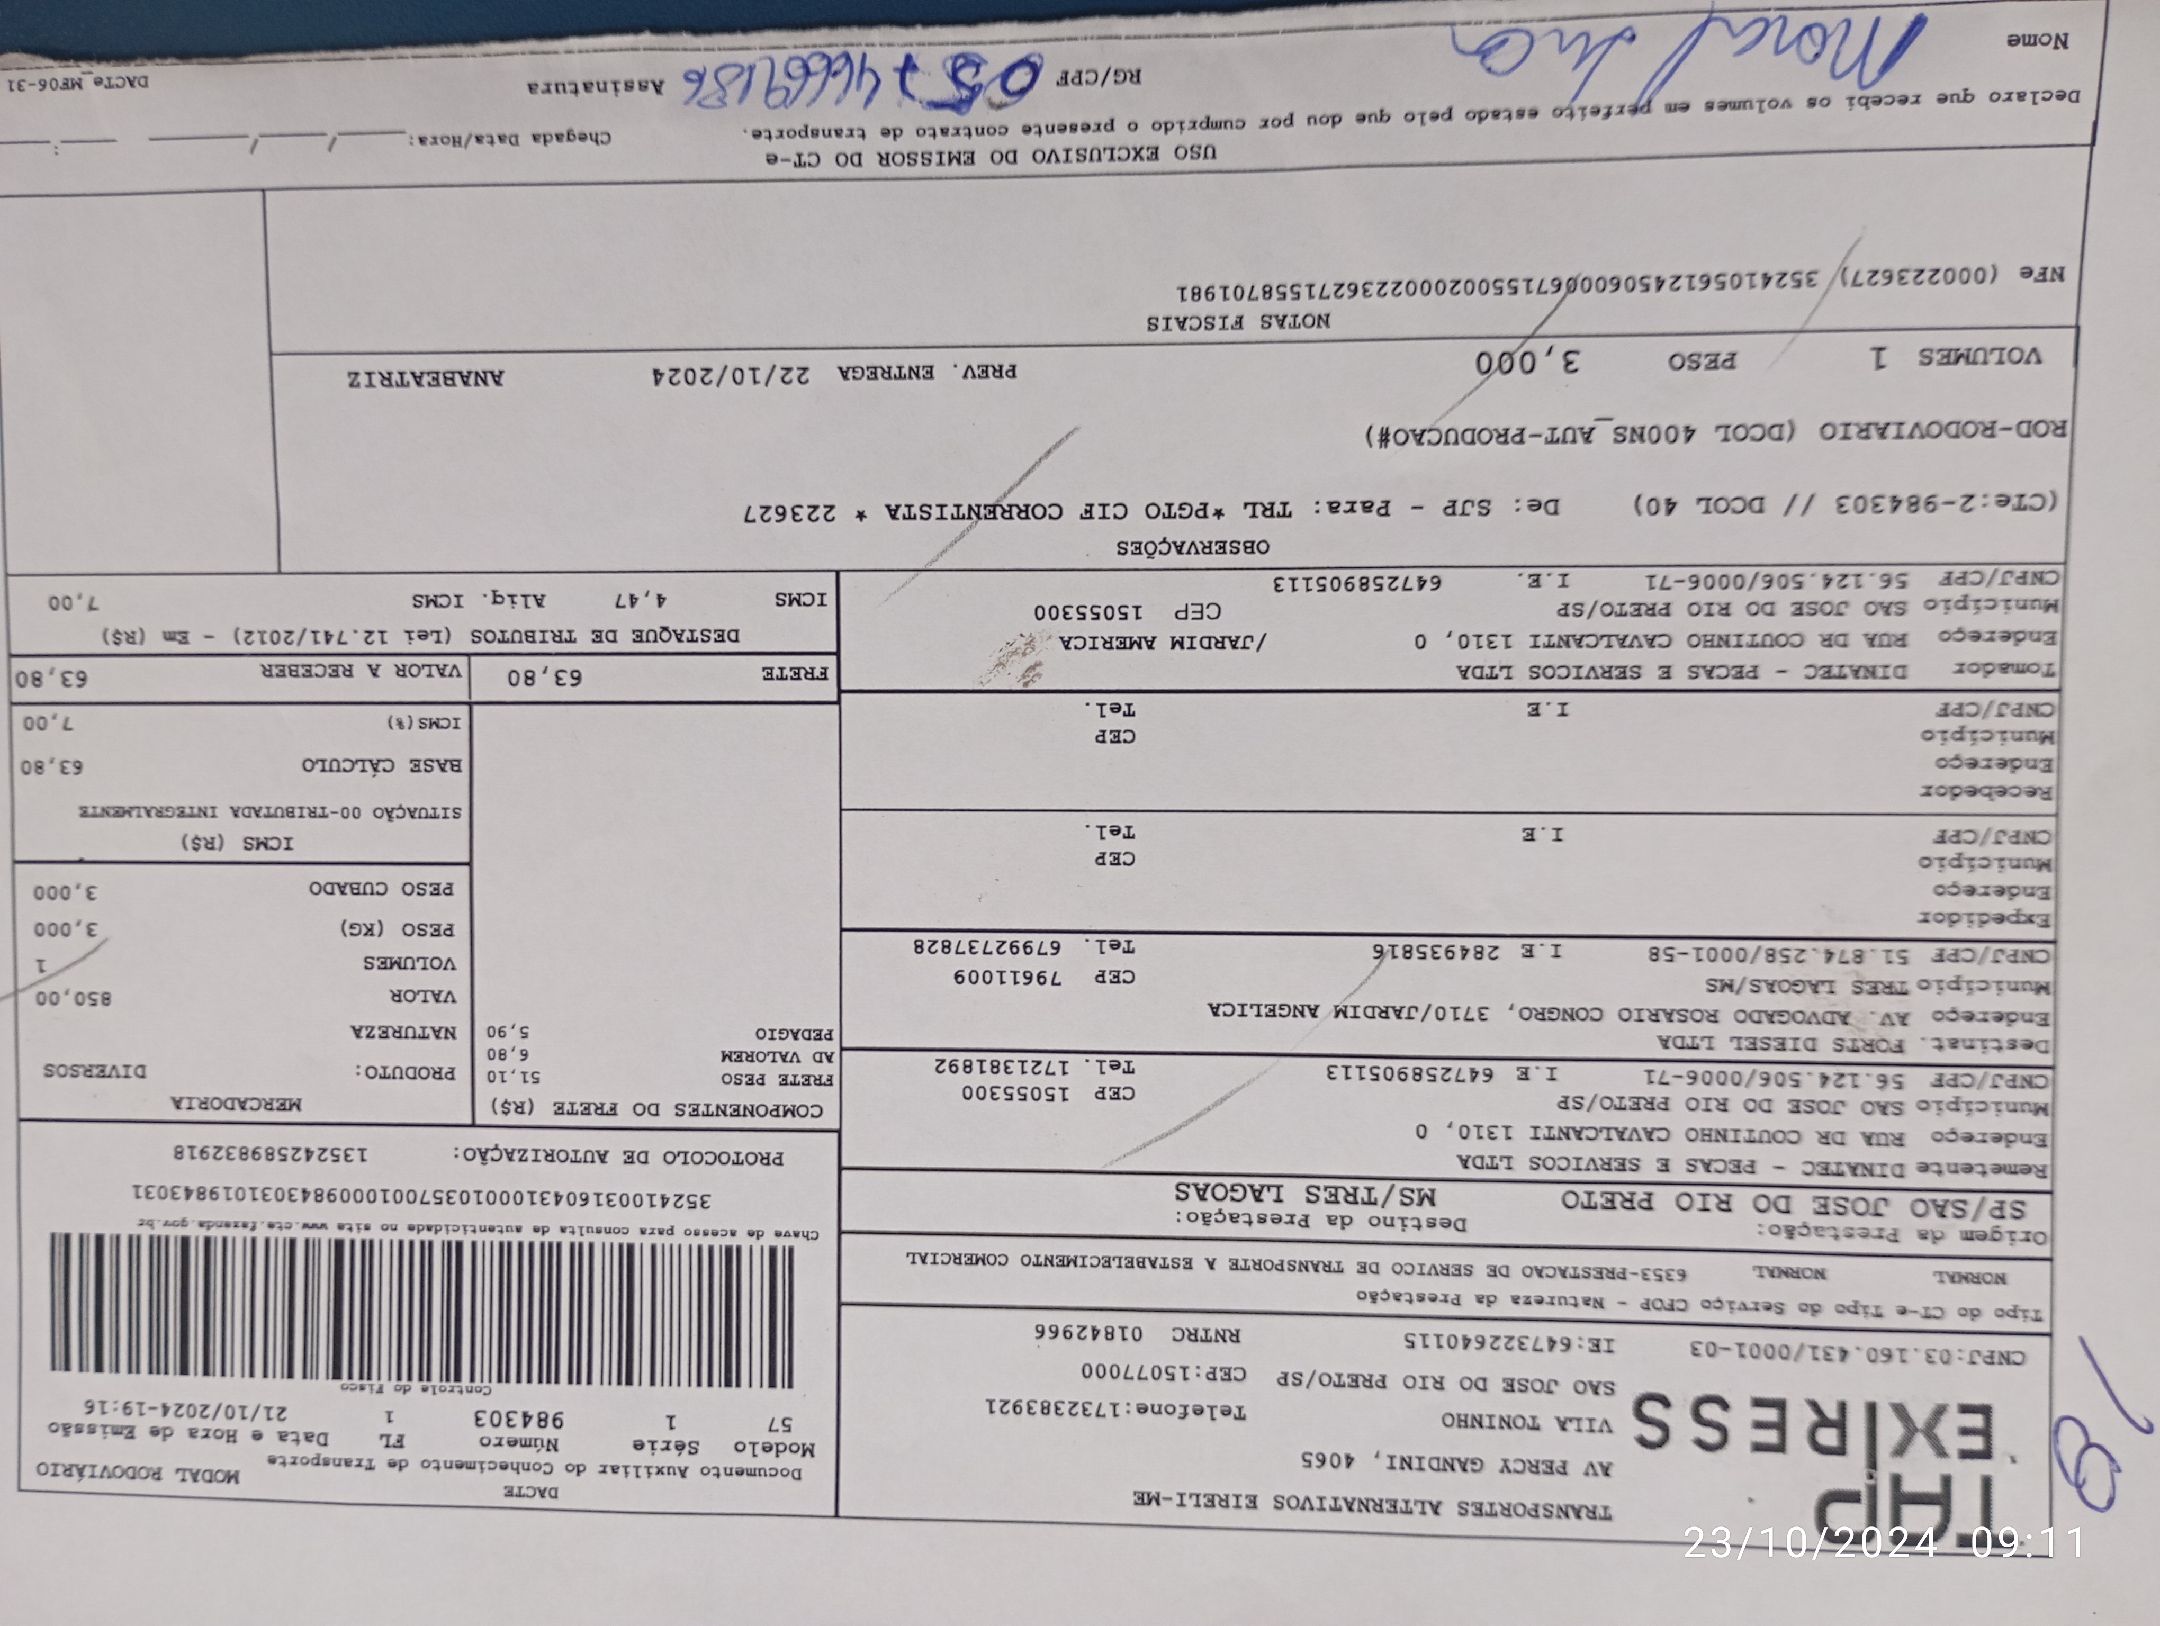 TAP
EXPRESS
TRANSPORTES ALTERNATIVOS EIRELI-ME
AV PERCY GANDINI, 4065
VILA TONINHO Telefone:1732383921
SAO JOSE DO RIO PRETO/SP CEP:15077000
CNPJ:03.160.431/0001-03 IE:647322640115 RNTRC 01842966
DACTE
Documento Auxiliar do Conhecimento de Transporte
MODAL RODOVIÁRIO
Modelo Série Número FL Data e Hora de Emissão
57 1 984303 1 21/10/2024-19:16
Controle do Fisco
Chave de acesso para consulta de autenticidade no site www.cte.fazenda.gov.br
35241003160431000103570010009843031019843031
PROTOCOLO DE AUTORIZAÇÃO: 135242589832918
Tipo do CT-e Tipo do Serviço CFOP - Natureza da Prestação
NORMAL NORMAL 6353-PRESTACAO DE SERVICO DE TRANSPORTE A ESTABELECIMENTO COMERCIAL
Origem da Prestação: Destino da Prestação:
SP/SAO JOSE DO RIO PRETO MS/TRES LAGOAS
Remetente DINATEC - PECAS E SERVICOS LTDA
Endereço RUA DR COUTINHO CAVALCANTI 1310, 0
Município SAO JOSE DO RIO PRETO/SP CEP 15055300
CNPJ/CPF 56.124.506/0006-71 I.E 647258905113 Tel. 1721381892
Destinat. FORTS DIESEL LTDA
Endereço AV. ADVOGADO ROSARIO CONGRO, 3710/JARDIM ANGELICA
Município TRES LAGOAS/MS CEP 79611009
CNPJ/CPF 51.874.258/0001-58 I.E 284935816 Tel. 67992737828
Expedidor
Endereço
Município CEP
CNPJ/CPF I.E Tel.
Recebedor
Endereço
Município CEP
CNPJ/CPF I.E Tel.
Tomador DINATEC - PECAS E SERVICOS LTDA
Endereço RUA DR COUTINHO CAVALCANTI 1310, 0 /JARDIM AMERICA
Município SAO JOSE DO RIO PRETO/SP CEP 15055300
CNPJ/CPF 56.124.506/0006-71 I.E. 647258905113
COMPONENTES DO FRETE (R$)
FRETE PESO 51,10
AD VALOREM 6,80
PEDAGIO 5,90
MERCADORIA
PRODUTO: DIVERSOS
NATUREZA
VALOR 850,00
VOLUMES 1
PESO (KG) 3,000
PESO CUBADO 3,000
ICMS (R$)
SITUAÇÃO 00-TRIBUTADA INTEGRALMENTE
BASE CÁLCULO 63,80
ICMS(%) 7,00
FRETE 63,80 VALOR A RECEBER 63,80
DESTAQUE DE TRIBUTOS (Lei 12.741/2012) - Em (R$)
ICMS 4,47 Aliq. ICMS 7,00
OBSERVAÇÕES
(CTe:2-984303 // DCOL 40) De: SJP - Para: TRL *PGTO CIF CORRENTISTA * 223627
ROD-RODOVIARIO (DCOL 400NS_AUT-PRODUCAO#)
VOLUMES 1 PESO 3,000 PREV. ENTREGA 22/10/2024 ANABEATRIZ
NOTAS FISCAIS
NFe (000223627) 35241056124506000671550020002236271558701981
USO EXCLUSIVO DO EMISSOR DO CT-e
Declaro que recebi os volumes em perfeito estado pelo que dou por cumprido o presente contrato de transporte.
Chegada Data/Hora: / / :
Nome RG/CPF Assinatura
DACTe_MF06-31
23/10/2024 09:11